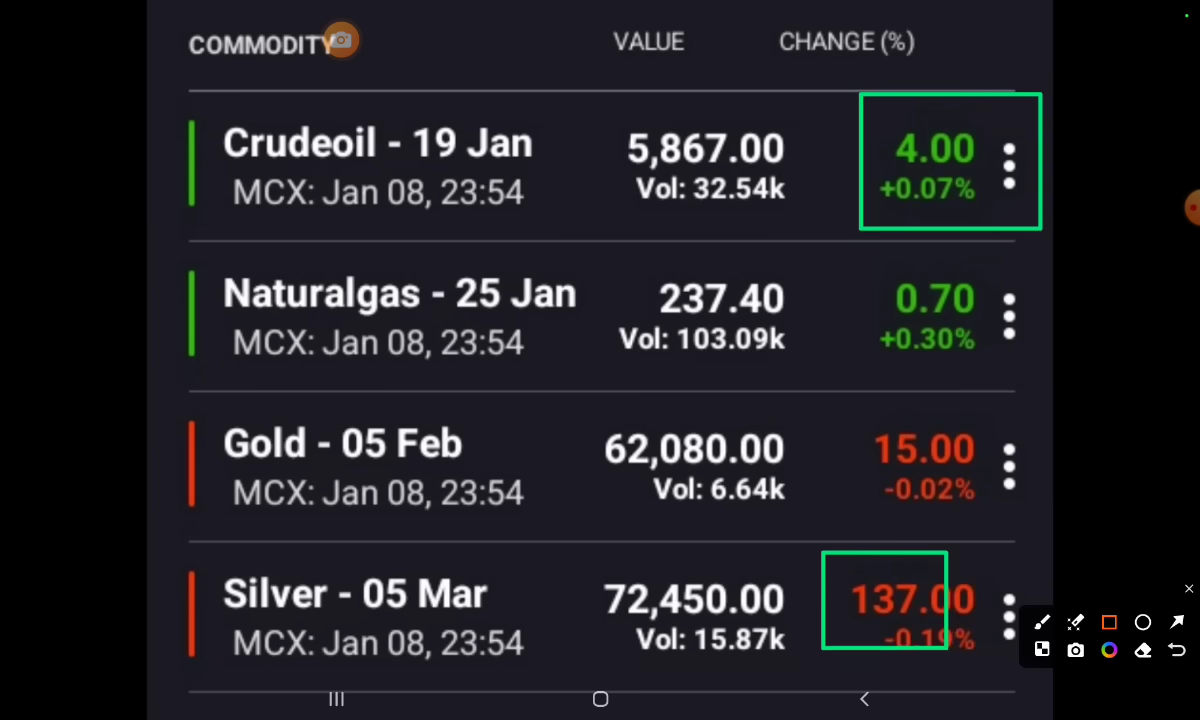 COMMODITY VALUE CHANGE (%)
Crudeoil - 19 Jan 5,867.00 4.00
MCX: Jan 08, 23:54 Vol: 32.54k +0.07%
Naturalgas - 25 Jan 237.40 0.70
MCX: Jan 08, 23:54 Vol: 103.09k +0.30%
Gold - 05 Feb 62,080.00 15.00
MCX: Jan 08, 23:54 Vol: 6.64k -0.02%
Silver - 05 Mar 72,450.00 137.00
MCX: Jan 08, 23:54 Vol: 15.87k -0.19%